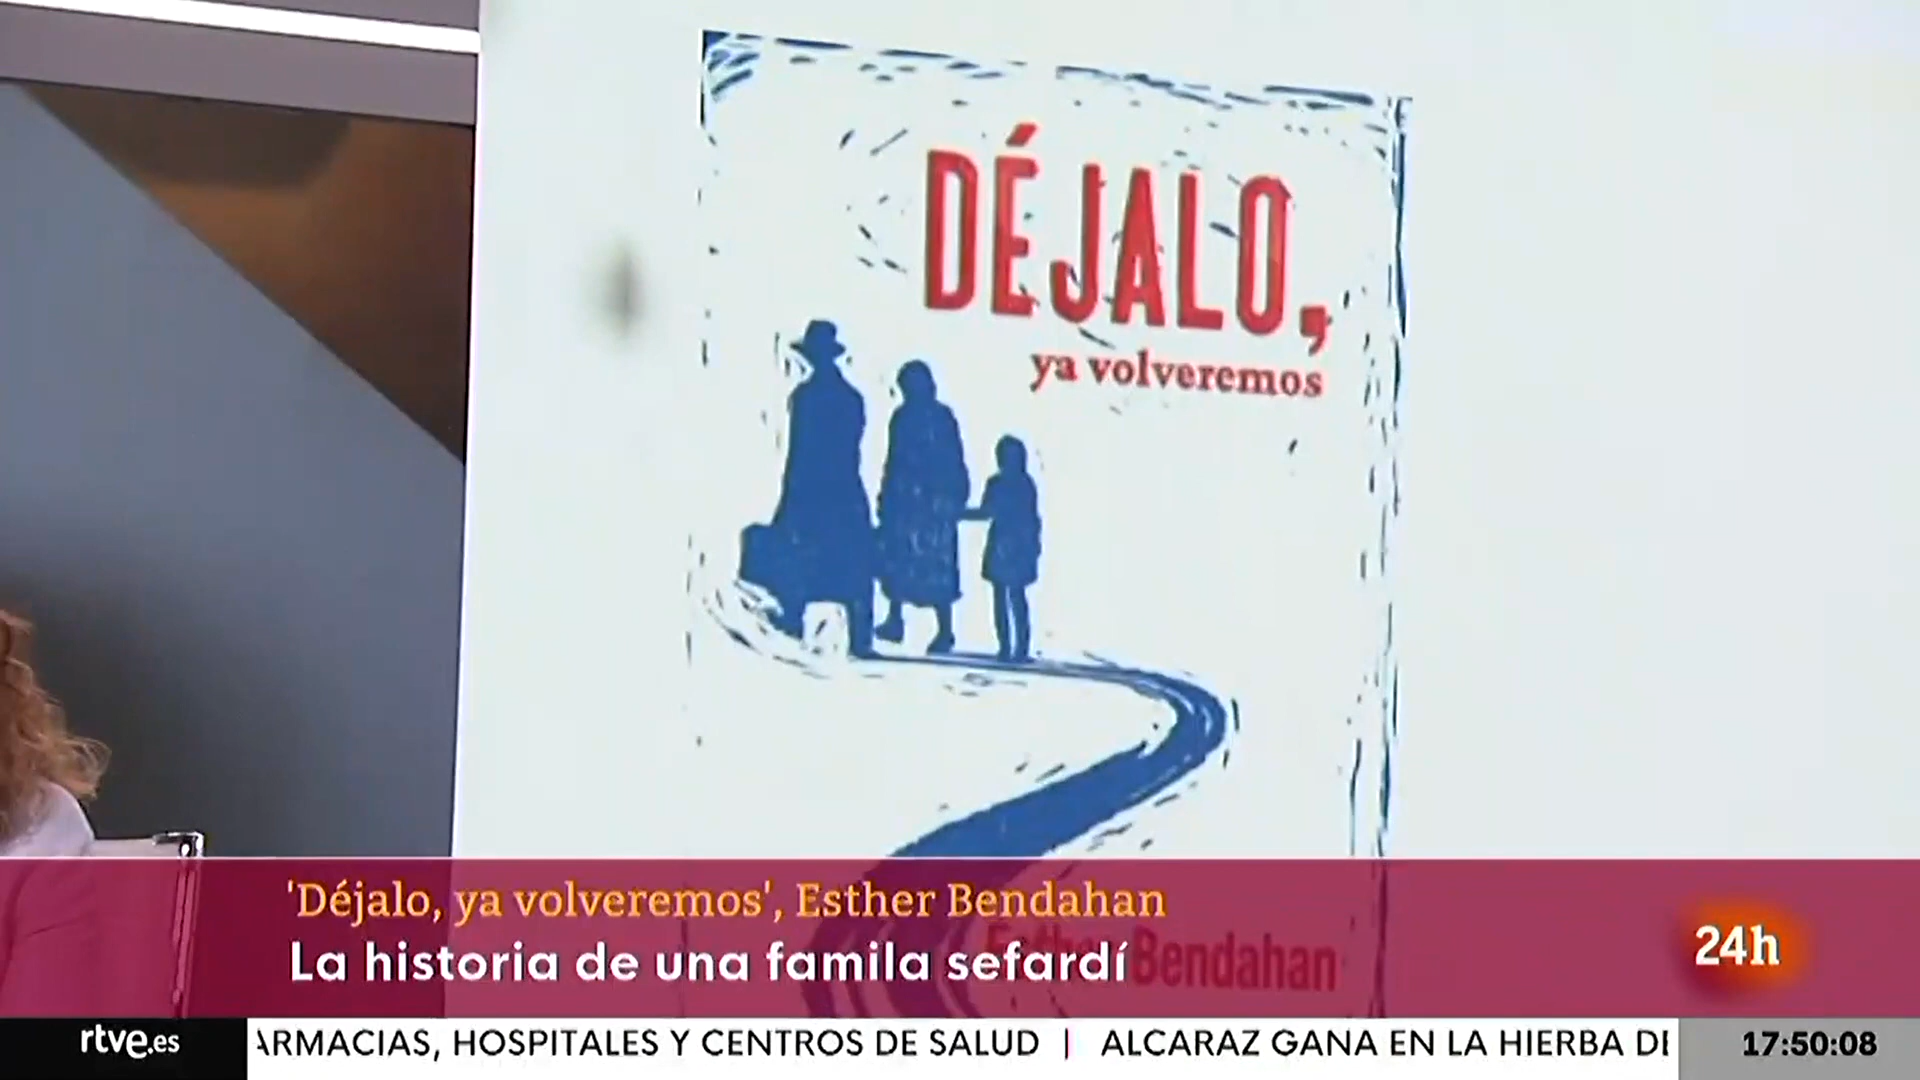 DÉJALO,
ya volveremos
'Déjalo, ya volveremos', Esther Bendahan
La historia de una famila sefardí
Esther Bendahan
24h
rtve.es
ARMACIAS, HOSPITALES Y CENTROS DE SALUD | ALCARAZ GANA EN LA HIERBA DE
17:50:08